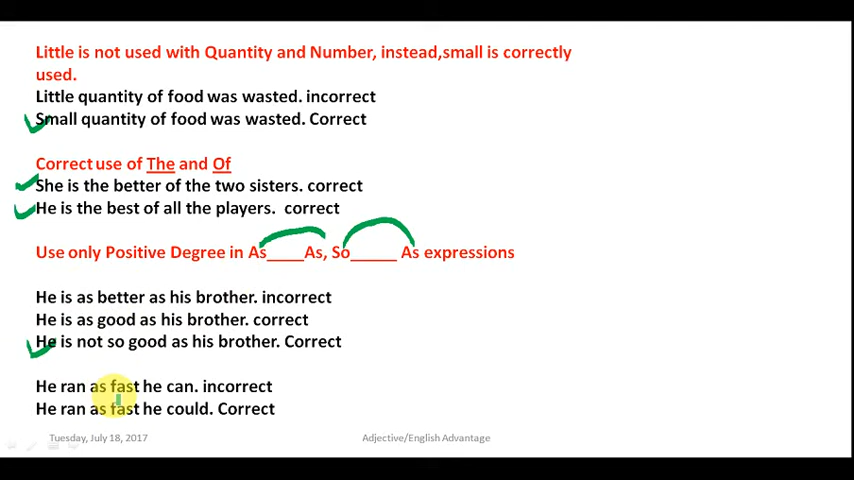 Little is not used with Quantity and Number, instead,small is correctly
used.
Little quantity of food was wasted. incorrect
Small quantity of food was wasted. Correct
Correct use of The and Of
She is the better of the two sisters. correct
He is the best of all the players. correct
Use only Positive Degree in As____As, So_____ As expressions
He is as better as his brother. incorrect
He is as good as his brother. correct
He is not so good as his brother. Correct
He ran as fast he can. incorrect
He ran as fast he could. Correct
Tuesday, July 18, 2017
Adjective/English Advantage